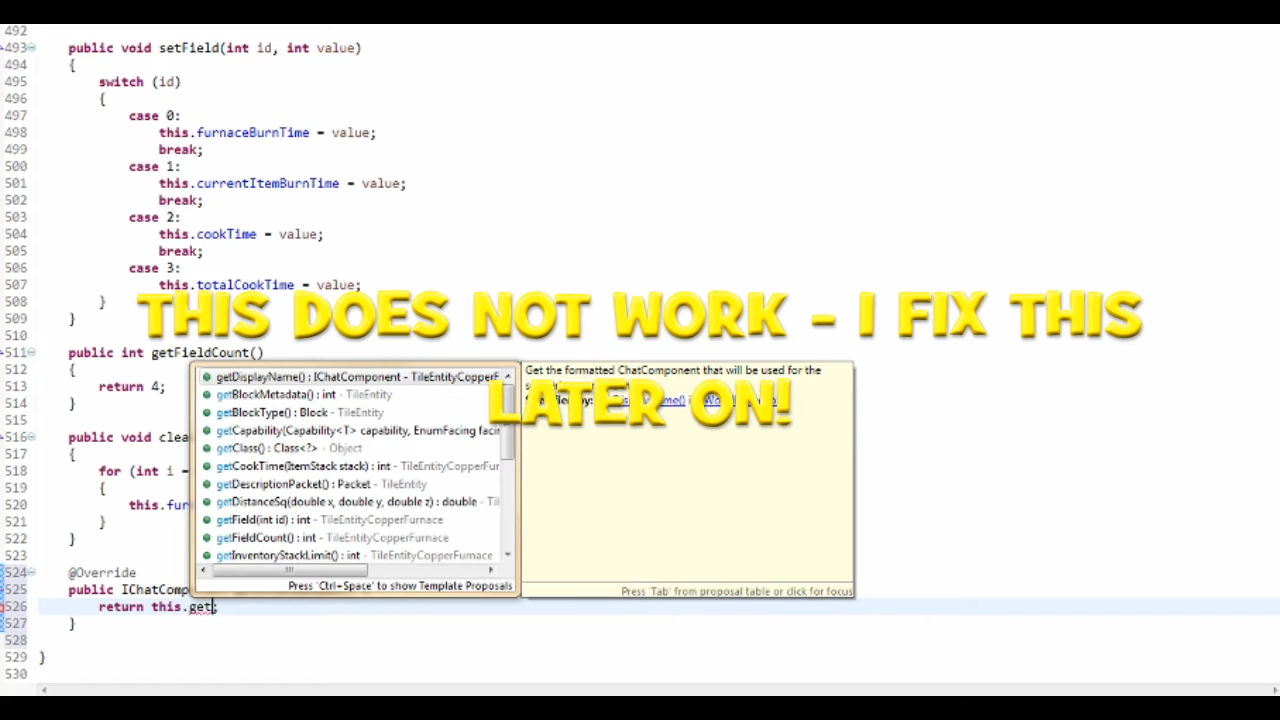 492
493 public void setField(int id, int value)
494 {
495 switch (id)
496 {
497 case 0:
498 this.furnaceBurnTime = value;
499 break;
500 case 1:
501 this.currentItemBurnTime = value;
502 break;
503 case 2:
504 this.cookTime = value;
505 break;
506 case 3:
507 this.totalCookTime = value;
508 }
509 }
THIS DOES NOT WORK - I FIX THIS
LATER ON!
510
511 public int getFieldCount()
512 {
513 return 4;
514 }
515
516 public void clea
517 {
518 for (int i =
519 {
520 this.fur
521 }
522 }
523
524 @Override
525 public IChatComp
526 return this.get;
527 }
528
529 }
530
getDisplayName() : IChatComponent - TileEntityCopperF
getBlockMetadata() : int - TileEntity
getBlockType() : Block - TileEntity
getCapability(Capability<T> capability, EnumFacing facin
getClass() : Class<?> - Object
getCookTime(ItemStack stack) : int - TileEntityCopperFur
getDescriptionPacket() : Packet - TileEntity
getDistanceSq(double x, double y, double z) : double - Til
getField(int id) : int - TileEntityCopperFurnace
getFieldCount() : int - TileEntityCopperFurnace
getInventoryStackLimit() : int - TileEntityCopperFurnace
Press 'Ctrl+Space' to show Template Proposals
Get the formatted ChatComponent that will be used for the
Press 'Tab' from proposal table or click for focus